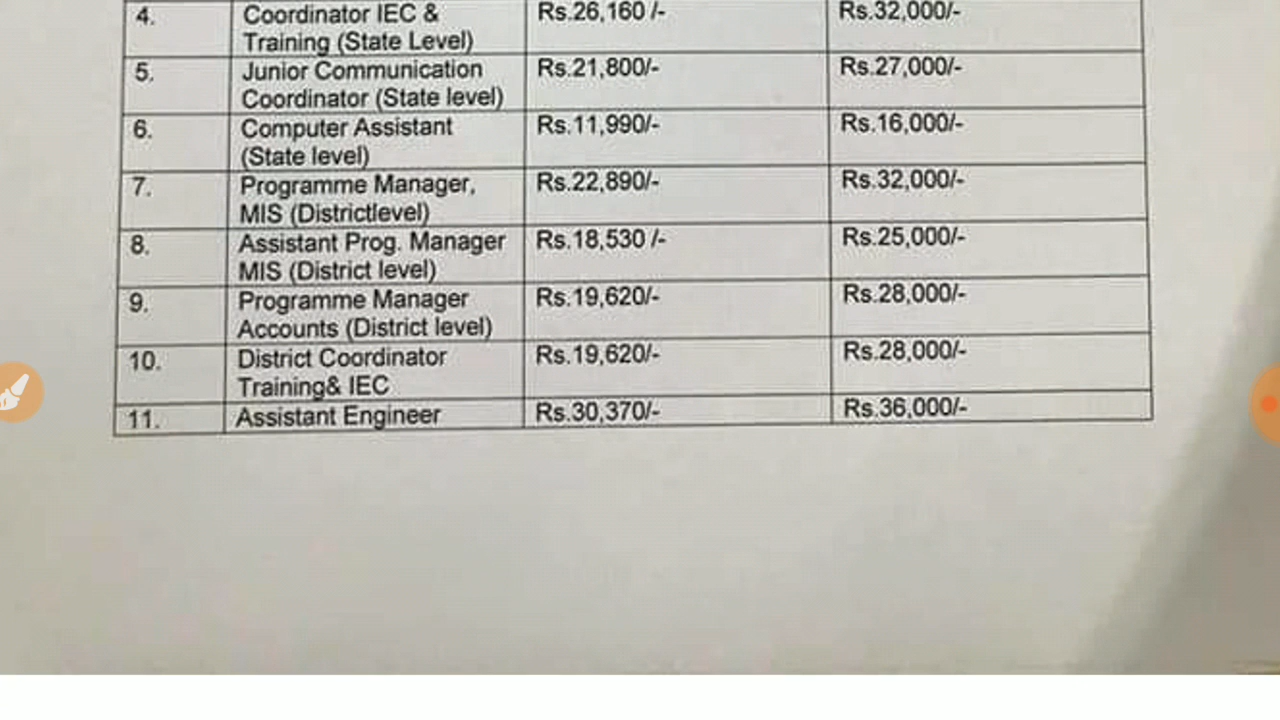 4. Coordinator IEC & Rs.26,160 /- Rs.32,000/-
Training (State Level)
5. Junior Communication Rs.21,800/- Rs.27,000/-
Coordinator (State level)
6. Computer Assistant Rs.11,990/- Rs.16,000/-
(State level)
7. Programme Manager, Rs.22,890/- Rs.32,000/-
MIS (Districtlevel)
8. Assistant Prog. Manager Rs.18,530 /- Rs.25,000/-
MIS (District level)
9. Programme Manager Rs.19,620/- Rs.28,000/-
Accounts (District level)
10. District Coordinator Rs.19,620/- Rs.28,000/-
Training& IEC
11. Assistant Engineer Rs.30,370/- Rs.36,000/-